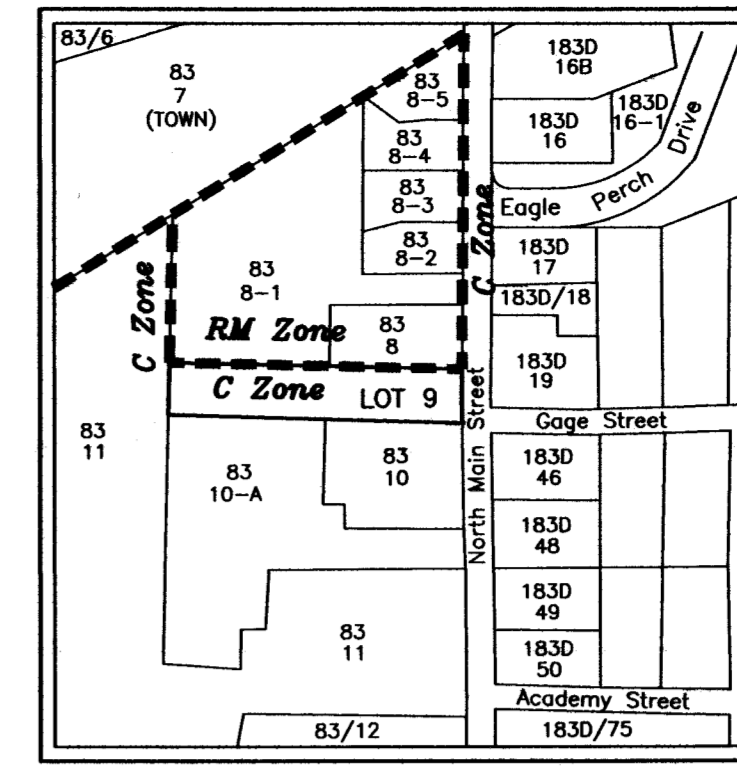 83/6
83
7
(TOWN)
83
8-5
83
8-4
83
8-3
83
8-2
83
8-1
83
8
RM Zone
C Zone
C Zone
C Zone
LOT 9
83
11
83
10-A
83
10
83
11
83/12
North Main Street
183D
16B
183D
16
183D
16-1
Eagle Perch Drive
183D
17
183D/18
183D
19
Gage Street
183D
46
183D
48
183D
49
183D
50
Academy Street
183D/75